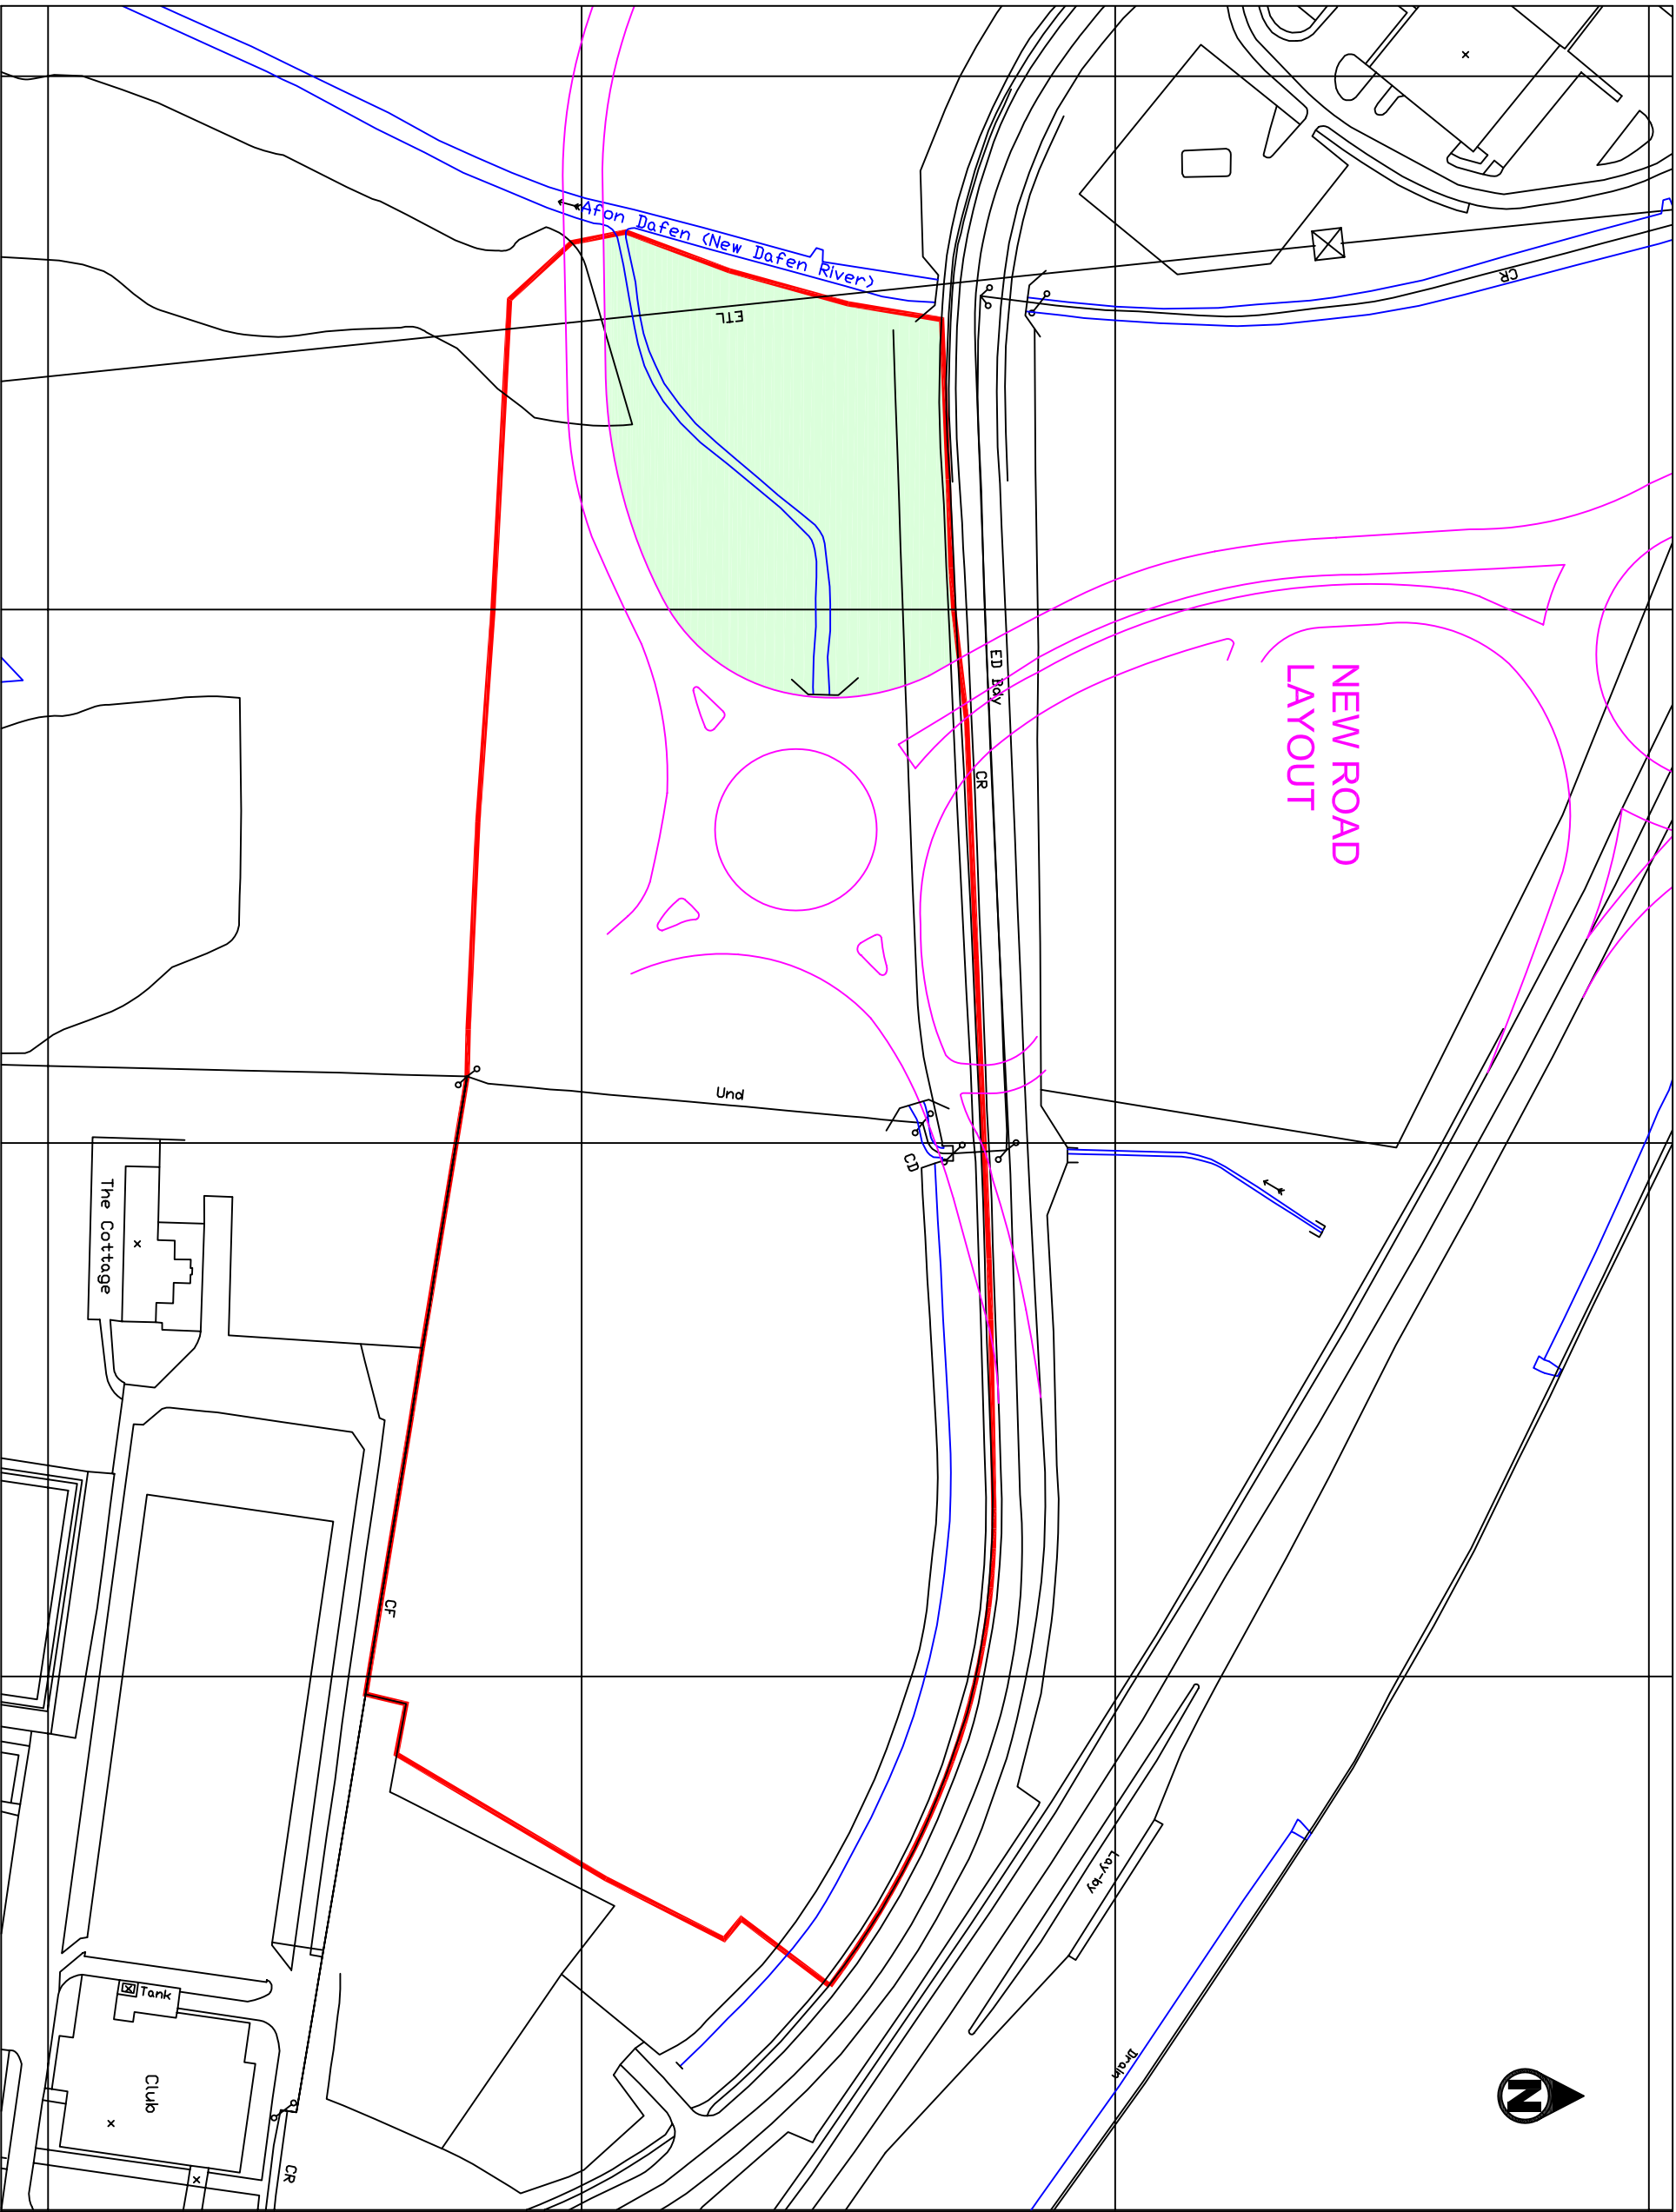 Afon Dafen (New Dafen River)
ETL
CR
NEW ROAD
LAYOUT
ED Bdy
CR
Und
CD
The Cottage
CF
Lay-by
Tank
Club
Drain
CR
N